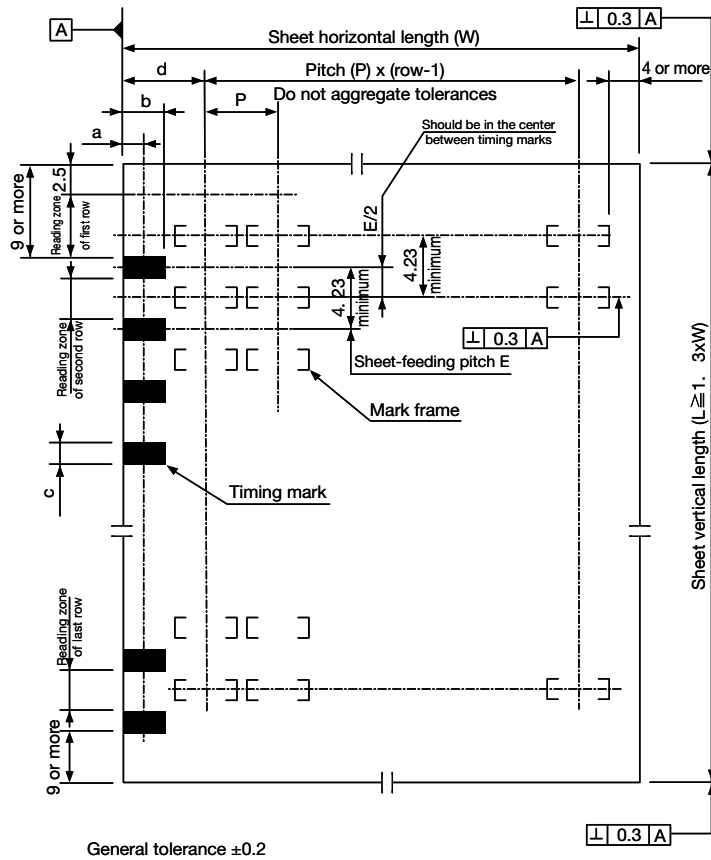 ⊥ 0.3 A
A
Sheet horizontal length (W)
d
Pitch (P) x (row-1)
4 or more
Do not aggregate tolerances
b
P
a
Should be in the center
between timing marks
9 or more
2.5
Reading zone
of first row
E/2
4.23
minimum
4.23
minimum
⊥ 0.3 A
Reading zone
of second row
Sheet-feeding pitch E
Mark frame
Sheet vertical length (L≧1. 3xW)
c
Timing mark
Reading zone
of last row
9 or more
⊥ 0.3 A
General tolerance ±0.2